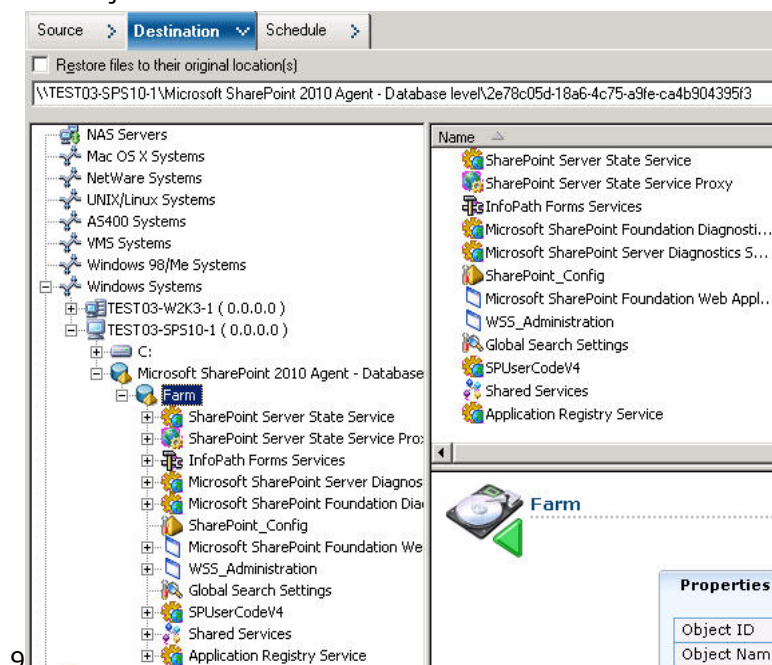 Source > Destination Schedule >
Restore files to their original location(s)
\\TEST03-SPS10-1\Microsoft SharePoint 2010 Agent - Database level\2e78c05d-18a6-4c75-a9fe-ca4b904395f3
NAS Servers
Mac OS X Systems
NetWare Systems
UNIX/Linux Systems
AS400 Systems
VMS Systems
Windows 98/Me Systems
Windows Systems
TEST03-W2K3-1 ( 0.0.0.0 )
TEST03-SPS10-1 ( 0.0.0.0 )
C:
Microsoft SharePoint 2010 Agent - Database
Farm
SharePoint Server State Service
SharePoint Server State Service Pro
InfoPath Forms Services
Microsoft SharePoint Server Diagnos
Microsoft SharePoint Foundation Dia
SharePoint_Config
Microsoft SharePoint Foundation We
WSS_Administration
Global Search Settings
SPUserCodeV4
Shared Services
Application Registry Service
Name
SharePoint Server State Service
SharePoint Server State Service Proxy
InfoPath Forms Services
Microsoft SharePoint Foundation Diagnosti...
Microsoft SharePoint Server Diagnostics S...
SharePoint_Config
Microsoft SharePoint Foundation Web Appl...
WSS_Administration
Global Search Settings
SPUserCodeV4
Shared Services
Application Registry Service
Farm
Properties
Object ID
Object Nam
9